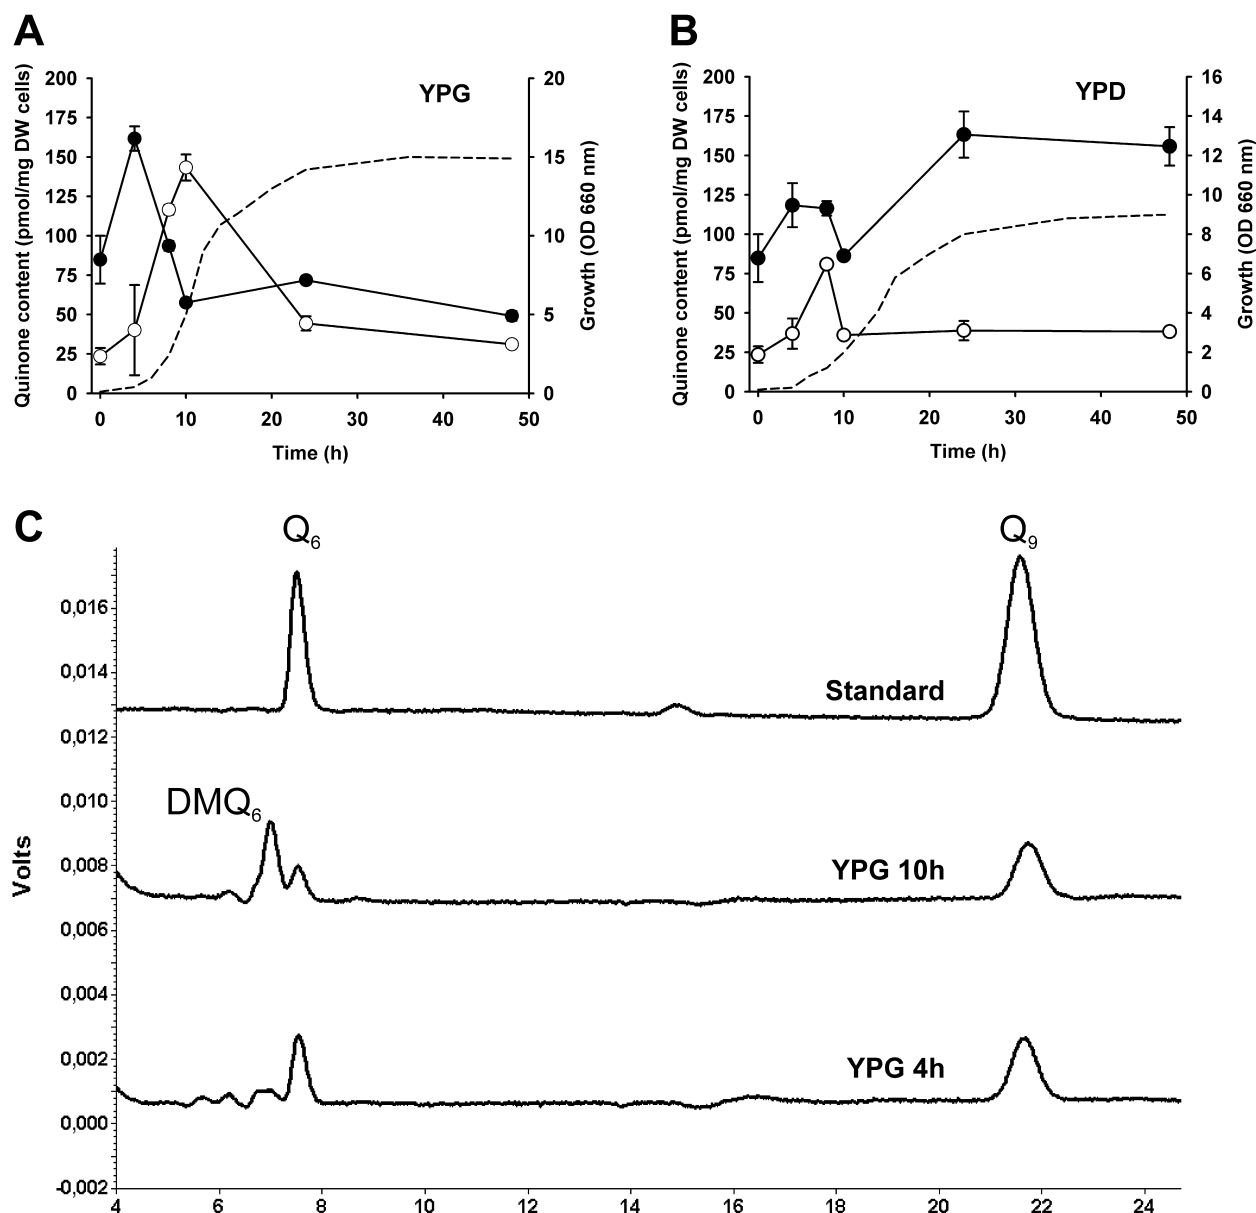 A
B
Quinone content (pmol/mg DW cells)
200
175
150
125
100
75
50
25
0
YPG
20
15
10
5
0
Growth (OD 660 nm)
0 10 20 30 40 50
Time (h)
Quinone content (pmol/mg DW cells)
200
175
150
125
100
75
50
25
0
YPD
16
14
12
10
8
6
4
2
0
Growth (OD 660 nm)
0 10 20 30 40 50
Time (h)
C
Q6
Q9
Standard
DMQ6
YPG 10h
YPG 4h
Volts
0,016
0,014
0,012
0,010
0,008
0,006
0,004
0,002
0,000
-0,002
4 6 8 10 12 14 16 18 20 22 24